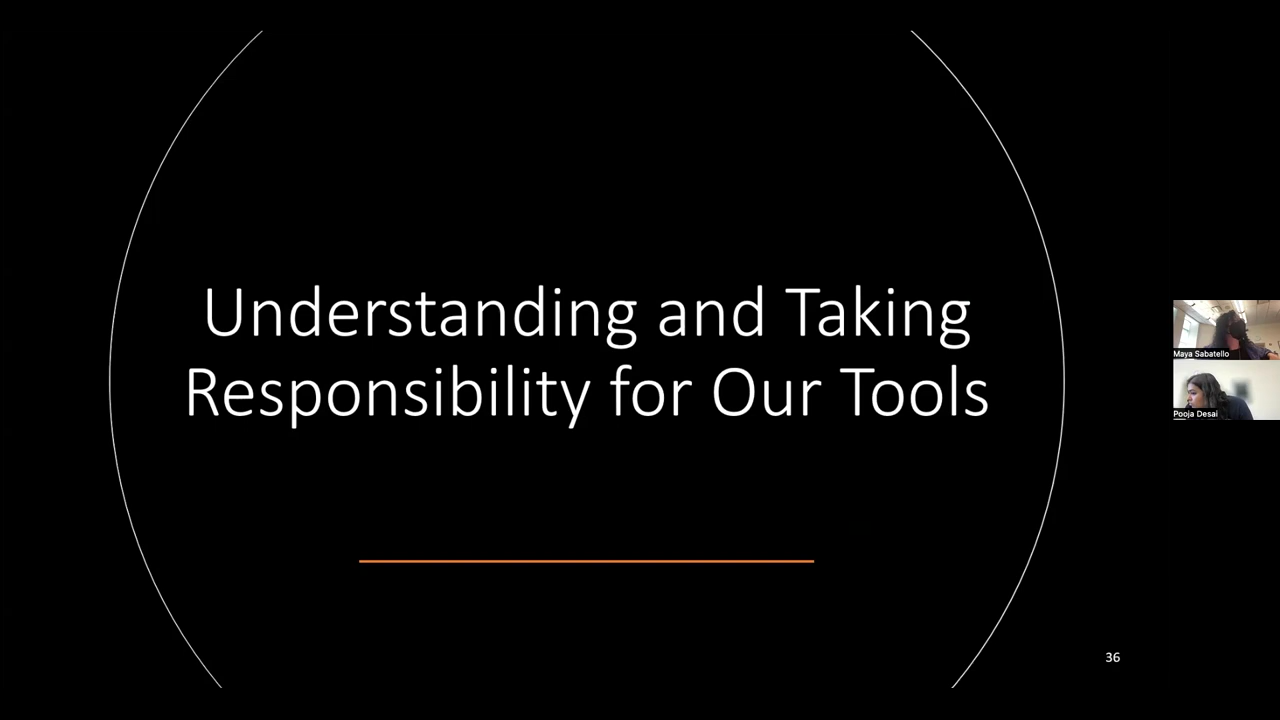 Understanding and Taking
Responsibility for Our Tools
Maya Sabatello
Pooja Desai
36